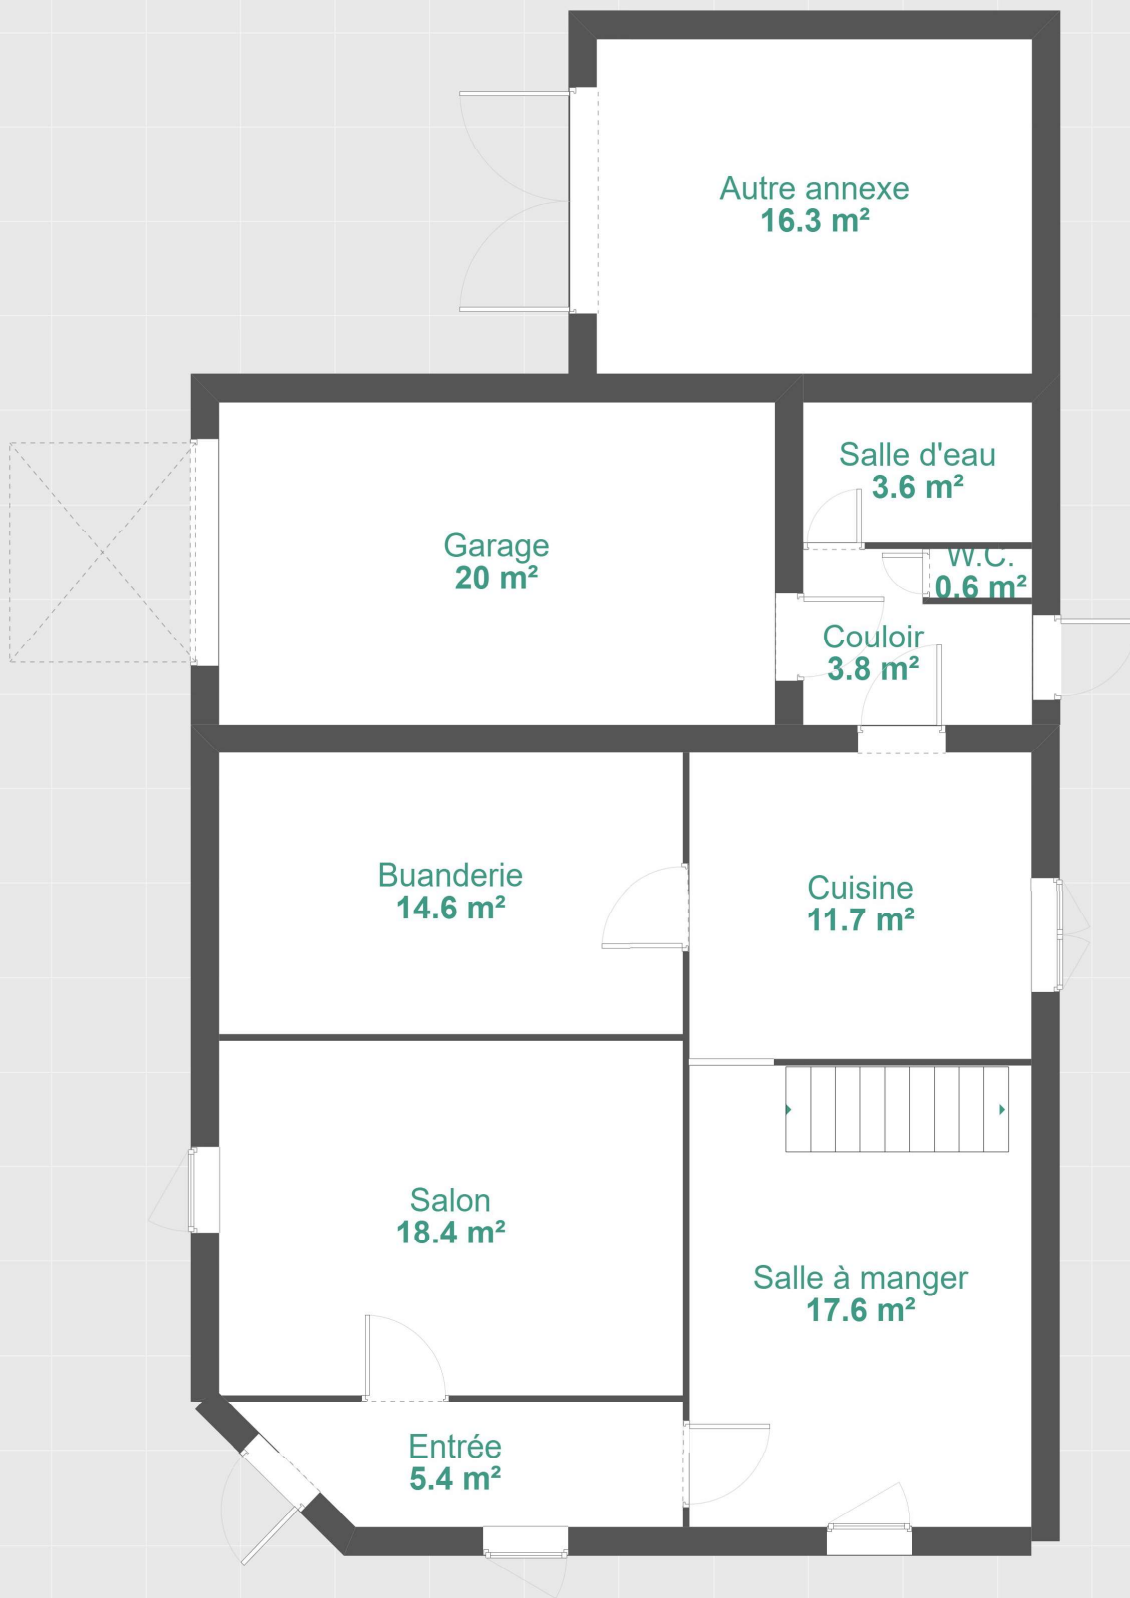 Autre annexe
16.3 m²
Salle d'eau
3.6 m²
Garage
20 m²
W.C.
0.6 m²
Couloir
3.8 m²
Buanderie
14.6 m²
Cuisine
11.7 m²
Salon
18.4 m²
Salle à manger
17.6 m²
Entrée
5.4 m²